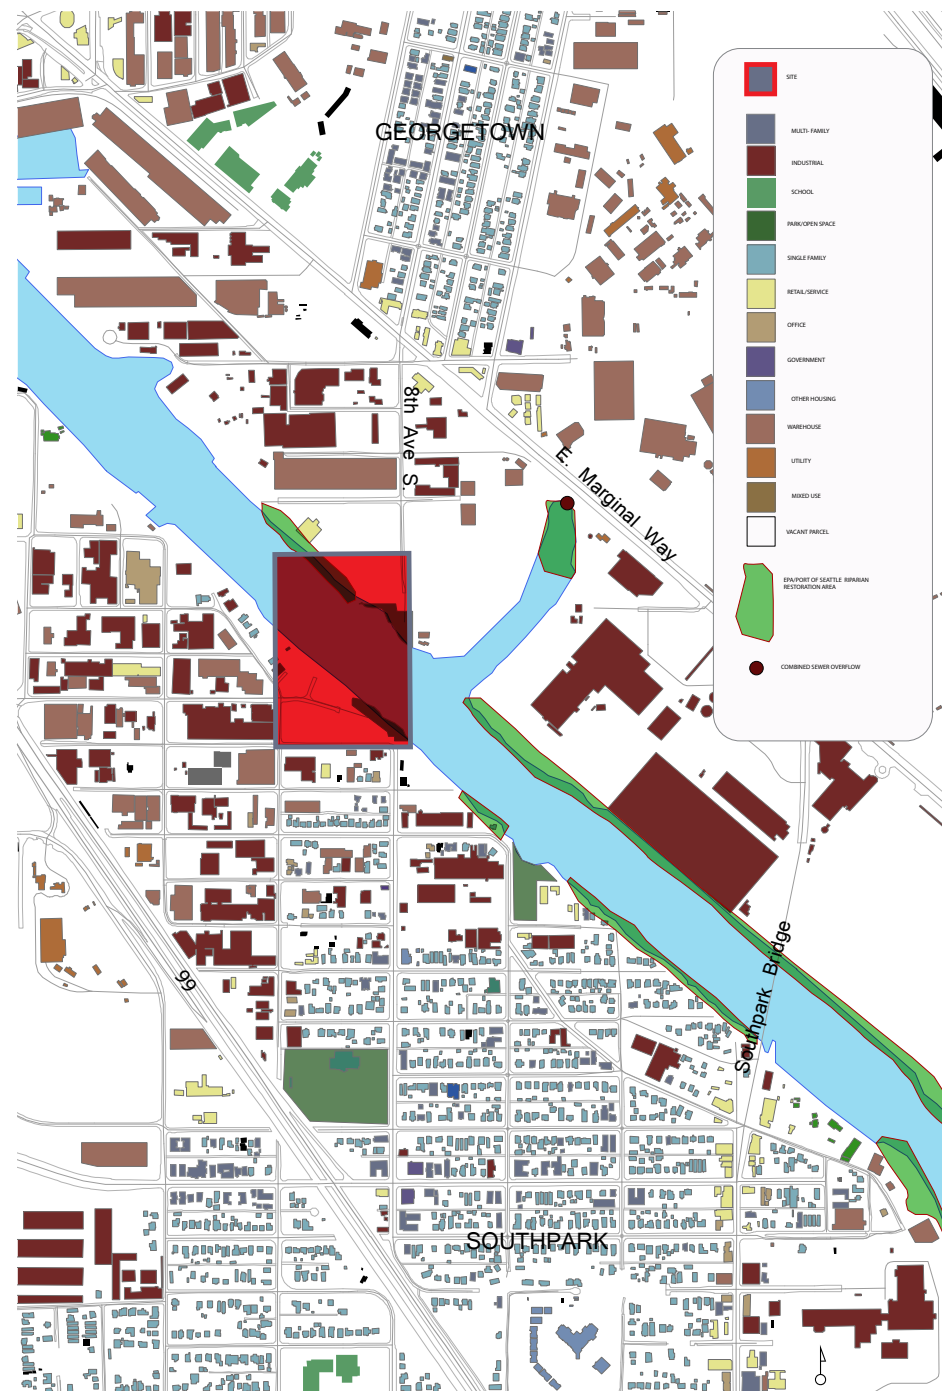 GEORGETOWN
8th Ave S.
E. Marginal Way
99
Southpark Bridge
SOUTHPARK
SITE
MULTI- FAMILY
INDUSTRIAL
SCHOOL
PARK/OPEN SPACE
SINGLE FAMILY
RETAIL/SERVICE
OFFICE
GOVERNMENT
OTHER HOUSING
WAREHOUSE
UTILITY
MIXED USE
VACANT PARCEL
EPA/PORT OF SEATTLE RIPARIAN
RESTORATION AREA
COMBINED SEWER OVERFLOW